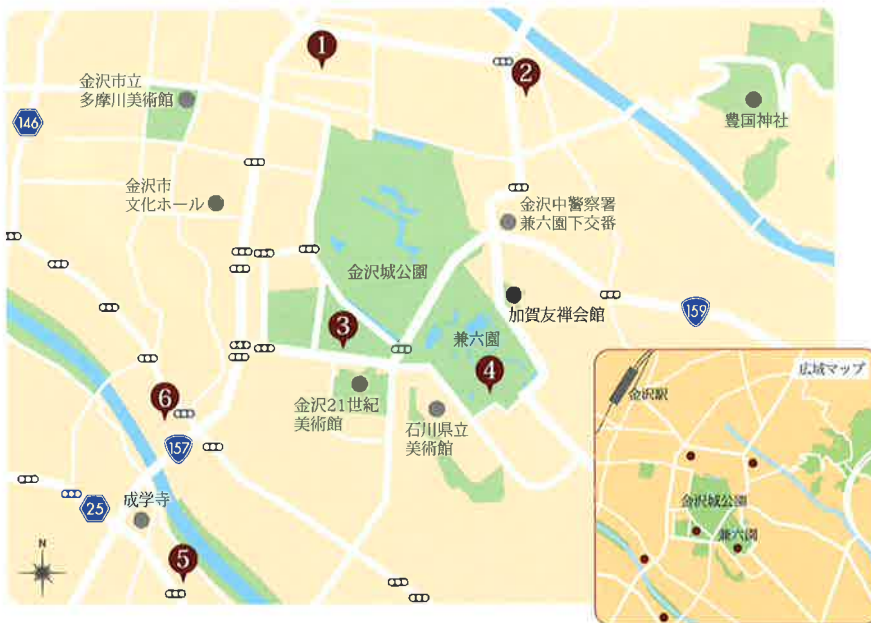 1
2
金沢市立
多摩川美術館
146
豊国神社
金沢市
文化ホール
金沢中警察署
兼六園下交番
金沢城公園
加賀友禅会館
159
3
兼六園
4
広域マップ
金沢駅
金沢21世紀
美術館
石川県立
美術館
6
157
25
成学寺
金沢城公園
兼六園
N
5